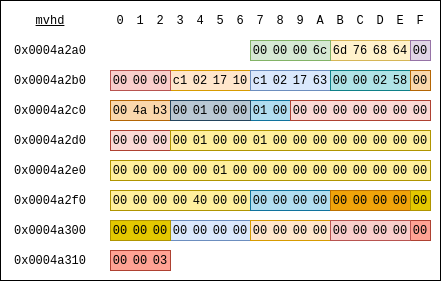 mvhd 0 1 2 3 4 5 6 7 8 9 A B C D E F
0x0004a2a0 00 00 00 6c 6d 76 68 64 00
0x0004a2b0 00 00 00 c1 02 17 10 c1 02 17 63 00 00 02 58 00
0x0004a2c0 00 4a b3 00 01 00 00 01 00 00 00 00 00 00 00 00
0x0004a2d0 00 00 00 00 01 00 00 01 00 00 00 00 00 00 00 00
0x0004a2e0 00 00 00 00 00 01 00 00 00 00 00 00 00 00 00 00
0x0004a2f0 00 00 00 00 40 00 00 00 00 00 00 00 00 00 00 00
0x0004a300 00 00 00 00 00 00 00 00 00 00 00 00 00 00 00 00
0x0004a310 00 00 03